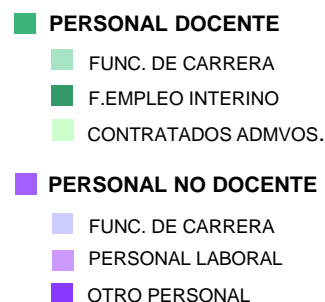 PERSONAL DOCENTE
FUNC. DE CARRERA
F.EMPLEO INTERINO
CONTRATADOS ADMVOS.
PERSONAL NO DOCENTE
FUNC. DE CARRERA
PERSONAL LABORAL
OTRO PERSONAL